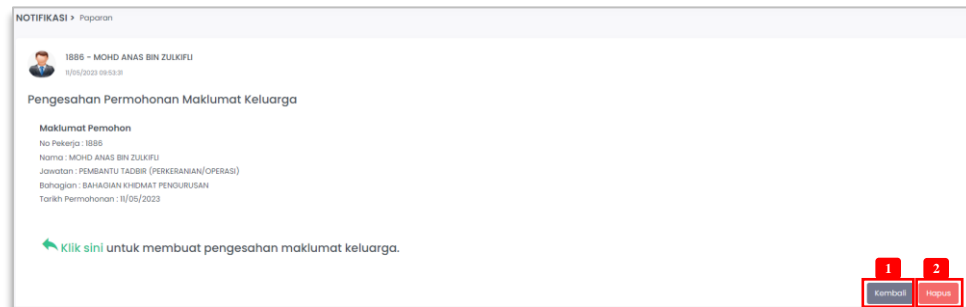 NOTIFIKASI > Paparan
1886 - MOHD ANAS BIN ZULKIFLI
11/05/2023 09:53:31
Pengesahan Permohonan Maklumat Keluarga
Maklumat Pemohon
No Pekerja : 1886
Nama : MOHD ANAS BIN ZULKIFLI
Jawatan : PEMBANTU TADBIR (PERKERANIAN/OPERASI)
Bahagian : BAHAGIAN KHIDMAT PENGURUSAN
Tarikh Permohonan : 11/05/2023
Klik sini untuk membuat pengesahan maklumat keluarga.
1 2
Kembali Hapus